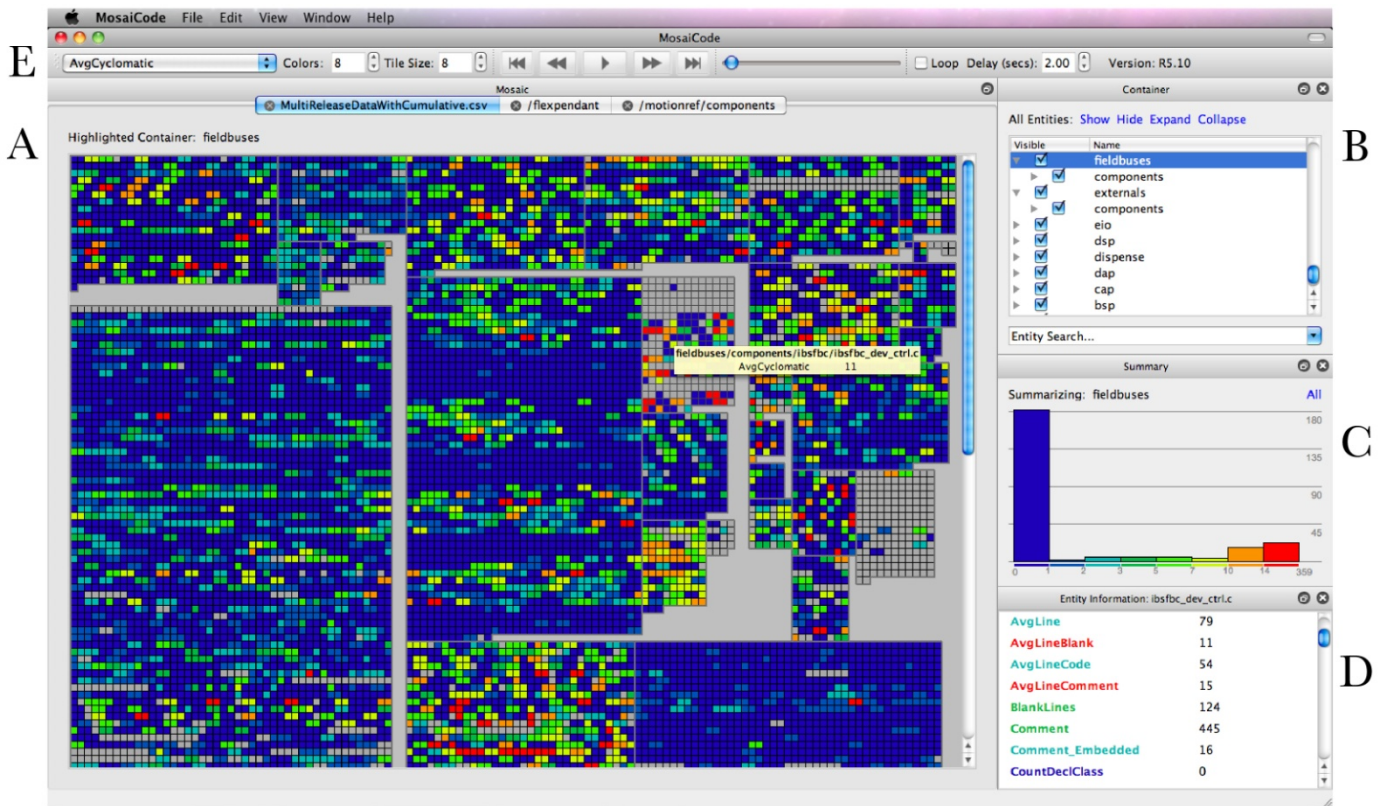 MosaiCode File Edit View Window Help
MosaiCode
E
AvgCyclomatic Colors: 8 Tile Size: 8 Loop Delay (secs): 2.00 Version: R5.10
Mosaic
MultiReleaseDataWithCumulative.csv /flexpendant /motionref/components
A
Highlighted Container: fieldbuses
fieldbuses/components/ibsfbc/ibsfbc_dev_ctrl.c
AvgCyclomatic 11
Container
B
All Entities: Show Hide Expand Collapse
Visible Name
fieldbuses
components
externals
components
eio
dsp
dispense
dap
cap
bsp
Entity Search...
Summary
C
Summarizing: fieldbuses All
180
135
90
45
0 1 2 3 5 7 10 14 359
Entity Information: ibsfbc_dev_ctrl.c
D
AvgLine 79
AvgLineBlank 11
AvgLineCode 54
AvgLineComment 15
BlankLines 124
Comment 445
Comment_Embedded 16
CountDeclClass 0